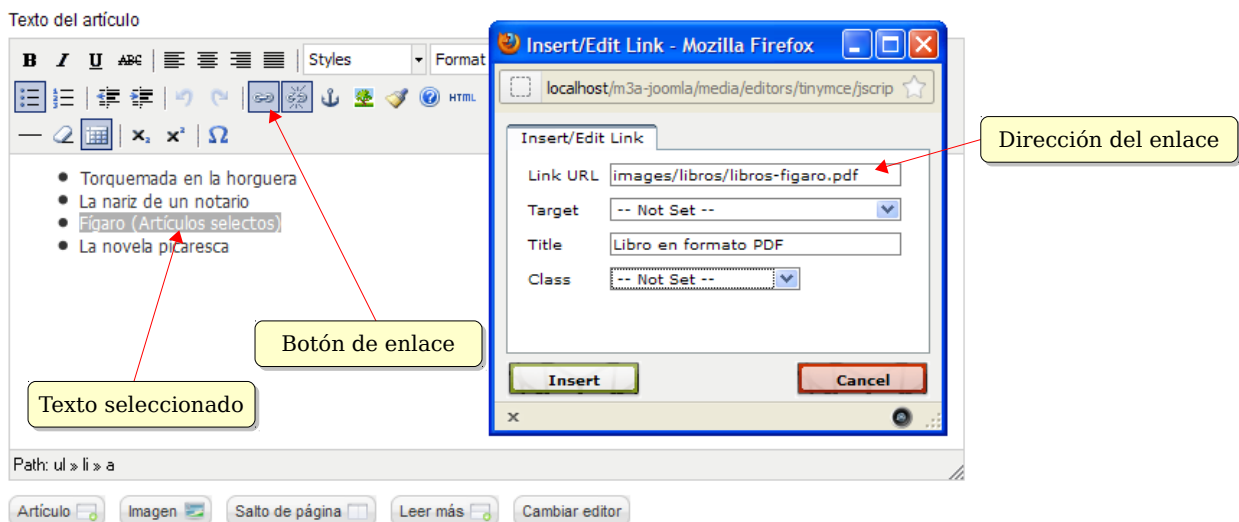 Texto del artículo
B I U ABC Styles Format
HTML
x₂ x² Ω
Torquemada en la horguera
La nariz de un notario
Fígaro (Artículos selectos)
La novela picaresca
Botón de enlace
Texto seleccionado
Path: ul » li » a
Artículo Imagen Salto de página Leer más Cambiar editor
Insert/Edit Link - Mozilla Firefox
localhost/m3a-joomla/media/editors/tinymce/jscrip
Insert/Edit Link
Link URL images/libros/libros-figaro.pdf
Target -- Not Set --
Title Libro en formato PDF
Class -- Not Set --
Insert Cancel
x
Dirección del enlace